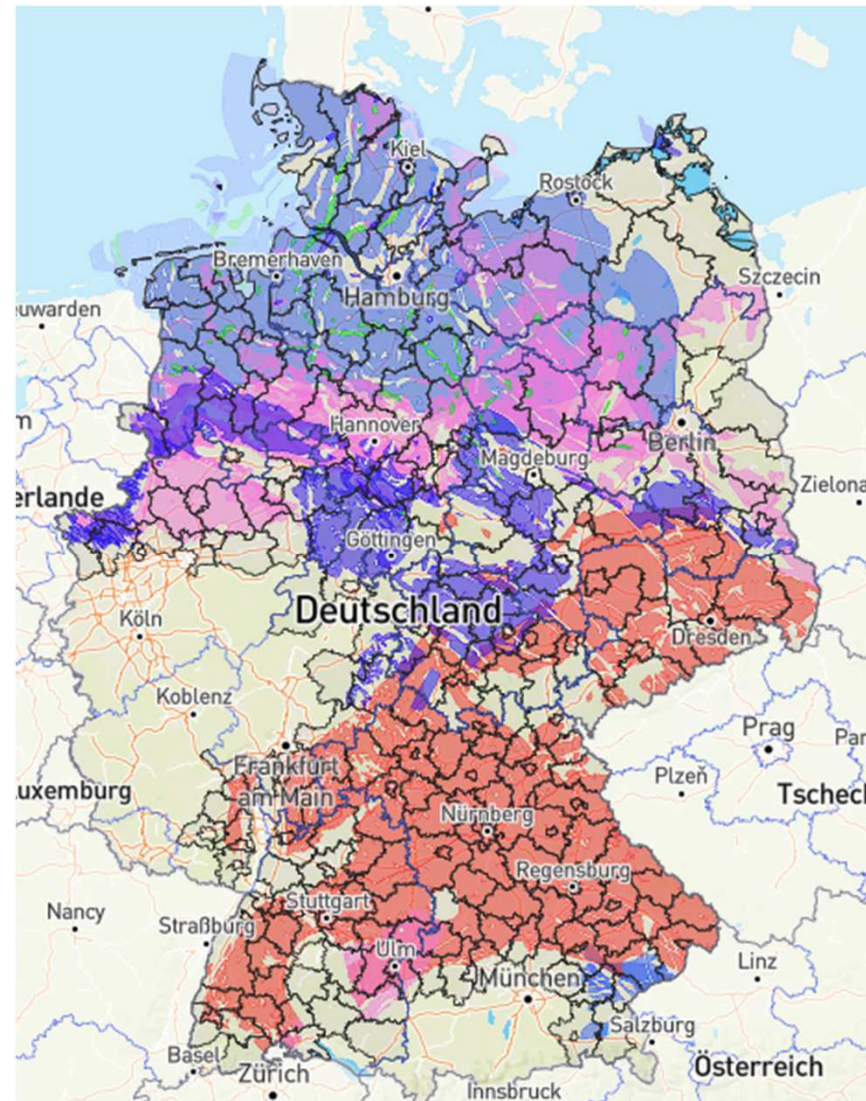 Kiel
Rostock
Bremerhaven
Hamburg
Szczecin
euwarden
Hannover
Berlin
Magdeburg
erlande
Zielona
Göttingen
Deutschland
Köln
Dresden
Koblenz
Prag
Par
Frankfurt
am Main
Plzeň
uxemburg
Tschech
Nürnberg
Regensburg
Stuttgart
Nancy
Straßburg
Ulm
Linz
München
Salzburg
Basel
Zürich
Österreich
Innsbruck